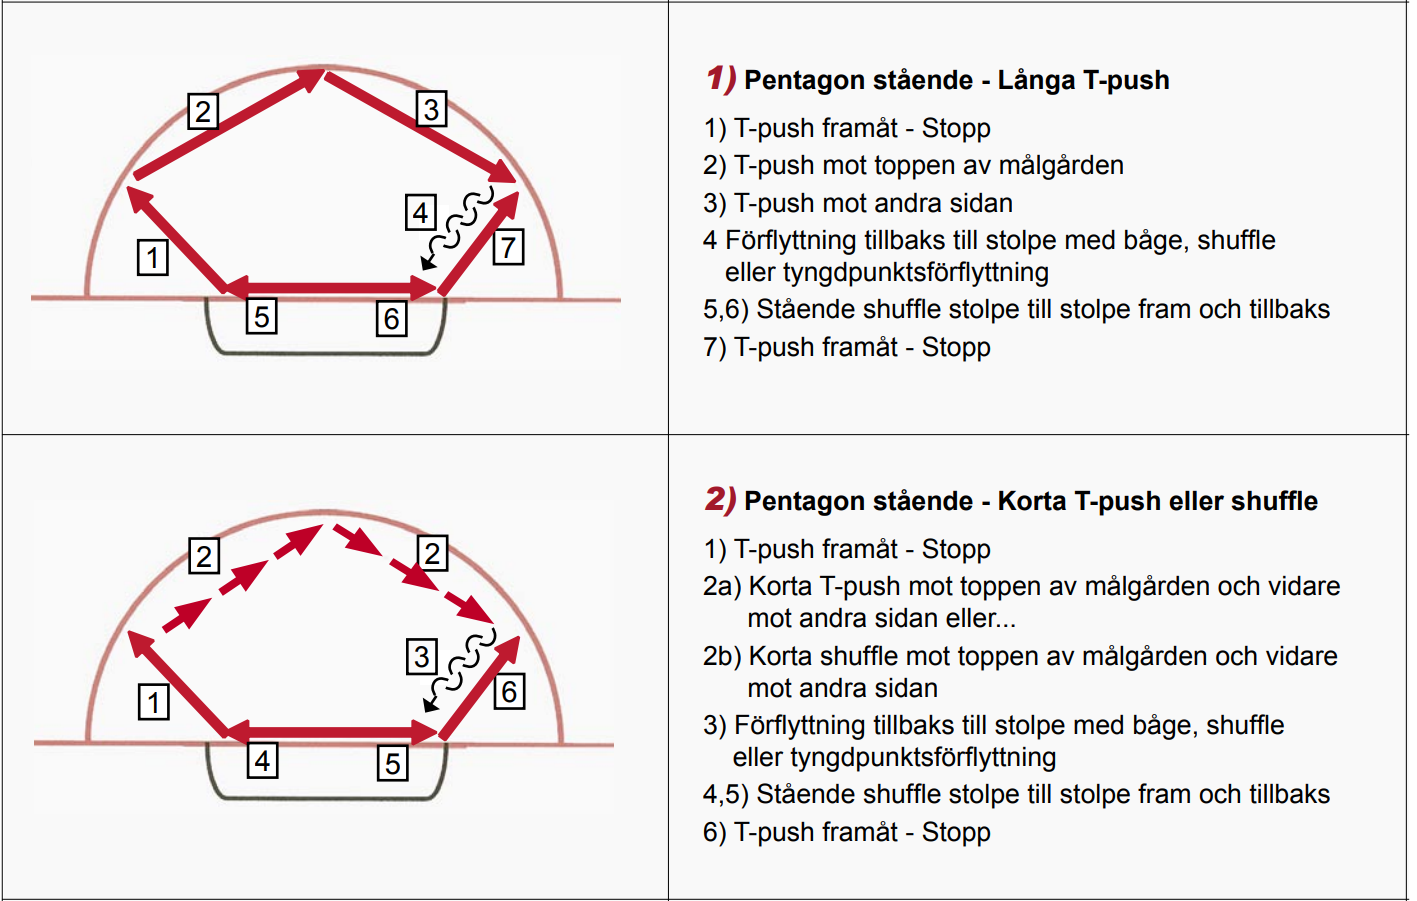 2
3
4
1
7
5
6
1) Pentagon stående - Långa T-push
1) T-push framåt - Stopp
2) T-push mot toppen av målgården
3) T-push mot andra sidan
4 Förflyttning tillbaks till stolpe med båge, shuffle
eller tyngdpunktsförflyttning
5,6) Stående shuffle stolpe till stolpe fram och tillbaks
7) T-push framåt - Stopp
2
2
3
1
6
4
5
2) Pentagon stående - Korta T-push eller shuffle
1) T-push framåt - Stopp
2a) Korta T-push mot toppen av målgården och vidare
mot andra sidan eller...
2b) Korta shuffle mot toppen av målgården och vidare
mot andra sidan
3) Förflyttning tillbaks till stolpe med båge, shuffle
eller tyngdpunktsförflyttning
4,5) Stående shuffle stolpe till stolpe fram och tillbaks
6) T-push framåt - Stopp